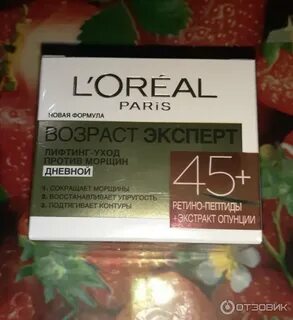 L'ORÉAL
PARIS
НОВАЯ ФОРМУЛА
ВОЗРАСТ ЭКСПЕРТ
ЛИФТИНГ-УХОД
ПРОТИВ МОРЩИН
ДНЕВНОЙ
1. СОКРАЩАЕТ МОРЩИНЫ
2. ВОССТАНАВЛИВАЕТ УПРУГОСТЬ
3. ПОДТЯГИВАЕТ КОНТУРЫ
45+
РЕТИНО-ПЕПТИДЫ
+ЭКСТРАКТ ОПУНЦИИ
ОТЗОВИК